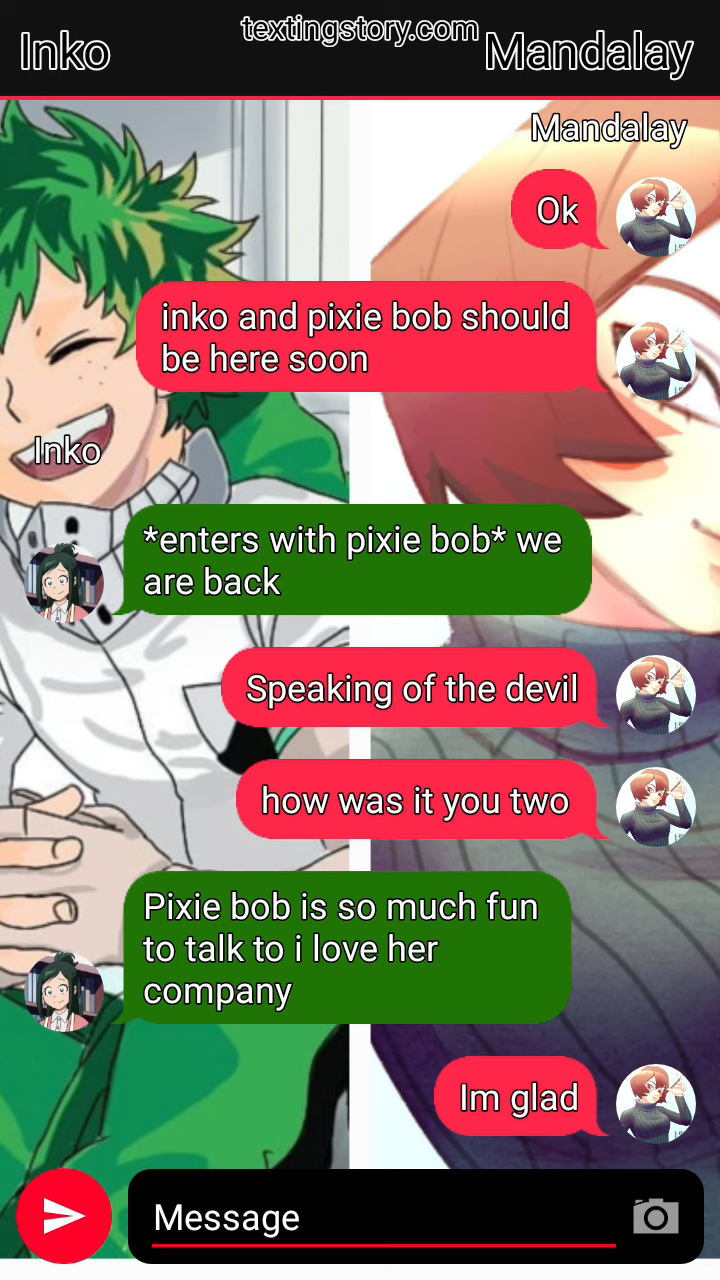 textingstory.com
Inko
Mandalay
Mandalay
Ok
inko and pixie bob should
be here soon
Inko
*enters with pixie bob* we
are back
Speaking of the devil
how was it you two
Pixie bob is so much fun
to talk to i love her
company
Im glad
Message